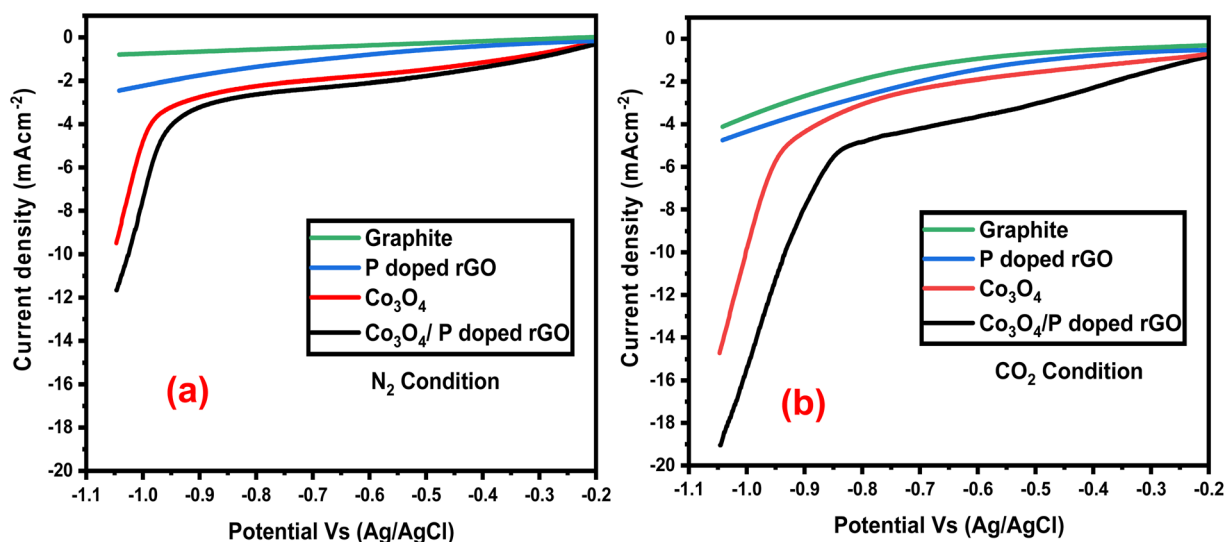 0
-2
-4
-6
-8
-10
-12
-14
-16
-18
-20
-1.1 -1.0 -0.9 -0.8 -0.7 -0.6 -0.5 -0.4 -0.3 -0.2
Current density (mAcm⁻²)
Potential Vs (Ag/AgCl)
Graphite
P doped rGO
Co₃O₄
Co₃O₄/ P doped rGO
N₂ Condition
(a)
0
-2
-4
-6
-8
-10
-12
-14
-16
-18
-20
-1.1 -1.0 -0.9 -0.8 -0.7 -0.6 -0.5 -0.4 -0.3 -0.2
Current density (mAcm⁻²)
Potential Vs (Ag/AgCl)
Graphite
P doped rGO
Co₃O₄
Co₃O₄/P doped rGO
CO₂ Condition
(b)